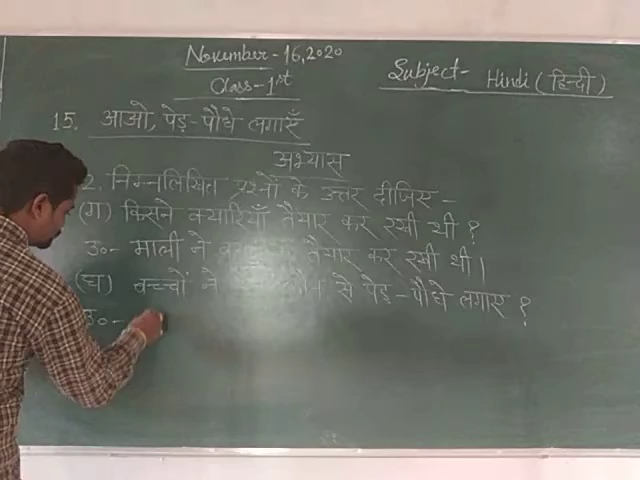 November - 16, 2020
Class - 1st
Subject - Hindi (हिन्दी)
15. आओ, पेड़-पौधे लगाएँ
अभ्यास
2. निम्नलिखित प्रश्नों के उत्तर दीजिए -
(ग) किसने क्यारियाँ तैयार कर रखी थी ?
उ०- माली ने तैयार कर रखी थी।
(घ) बच्चों ने से पेड़-पौधे लगाए ?
उ०-